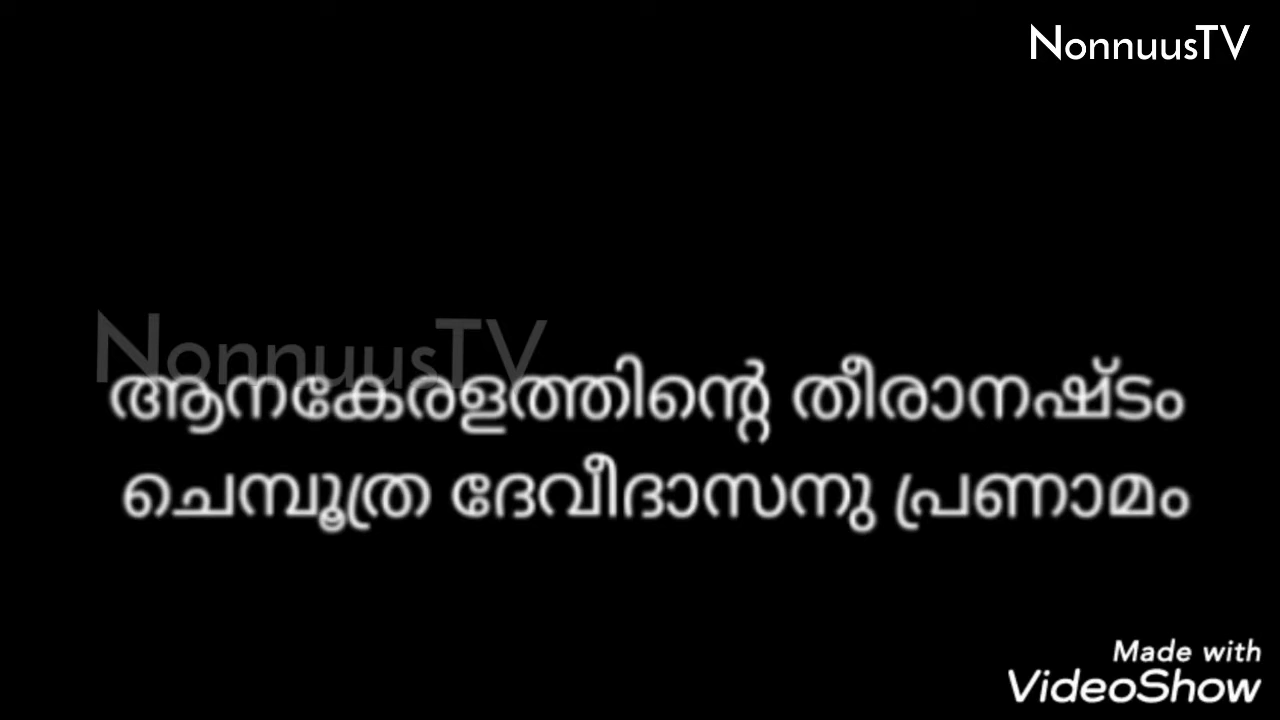 NonnuusTV
NonnuusTV
ആനകേരളത്തിന്റെ തീരാനഷ്ടം
ചെമ്പൂത്ര ദേവീദാസനു പ്രണാമം
Made with
VideoShow